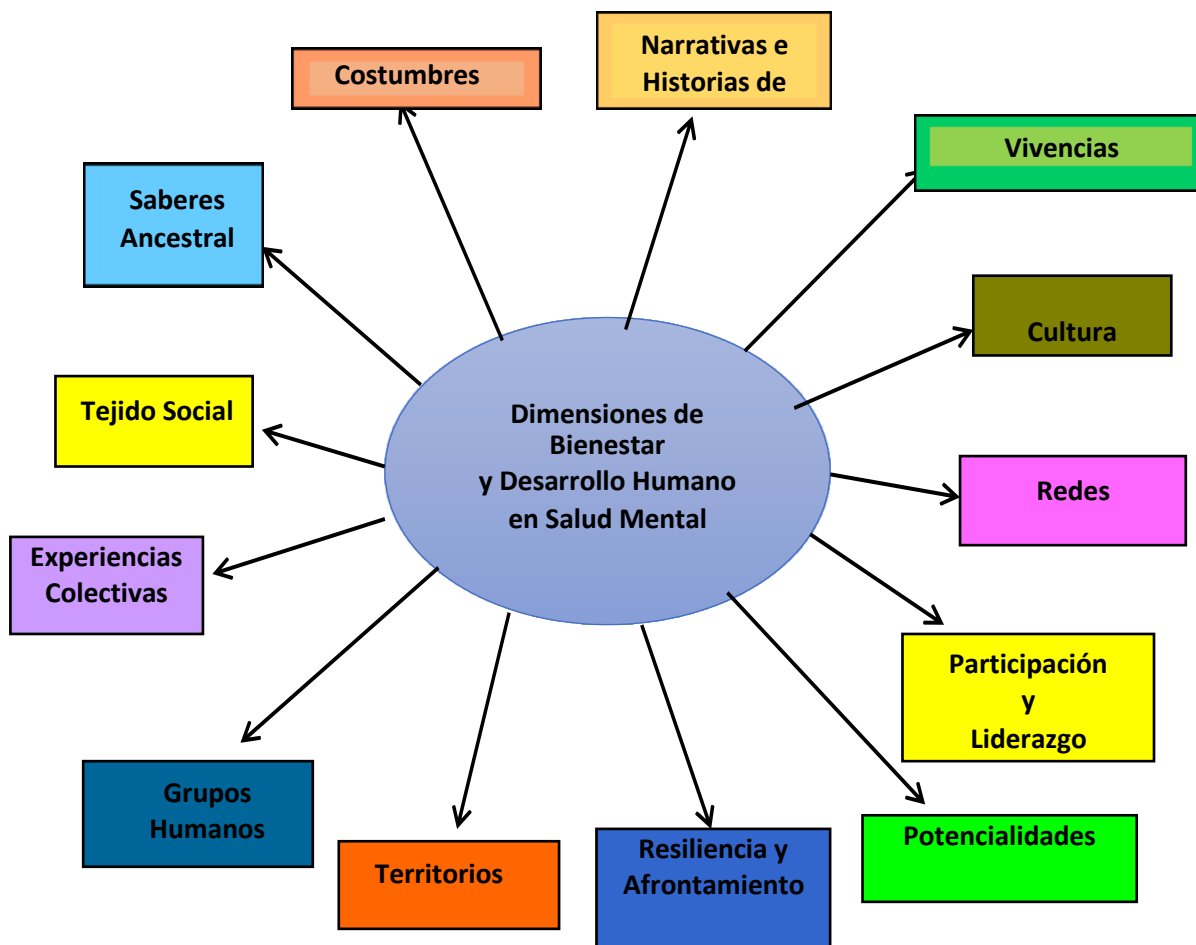 Costumbres
Narrativas e
Historias de
Vivencias
Saberes
Ancestral
Cultura
Tejido Social
Dimensiones de
Bienestar
y Desarrollo Humano
en Salud Mental
Redes
Experiencias
Colectivas
Participación
y
Liderazgo
Grupos
Humanos
Territorios
Resiliencia y
Afrontamiento
Potencialidades